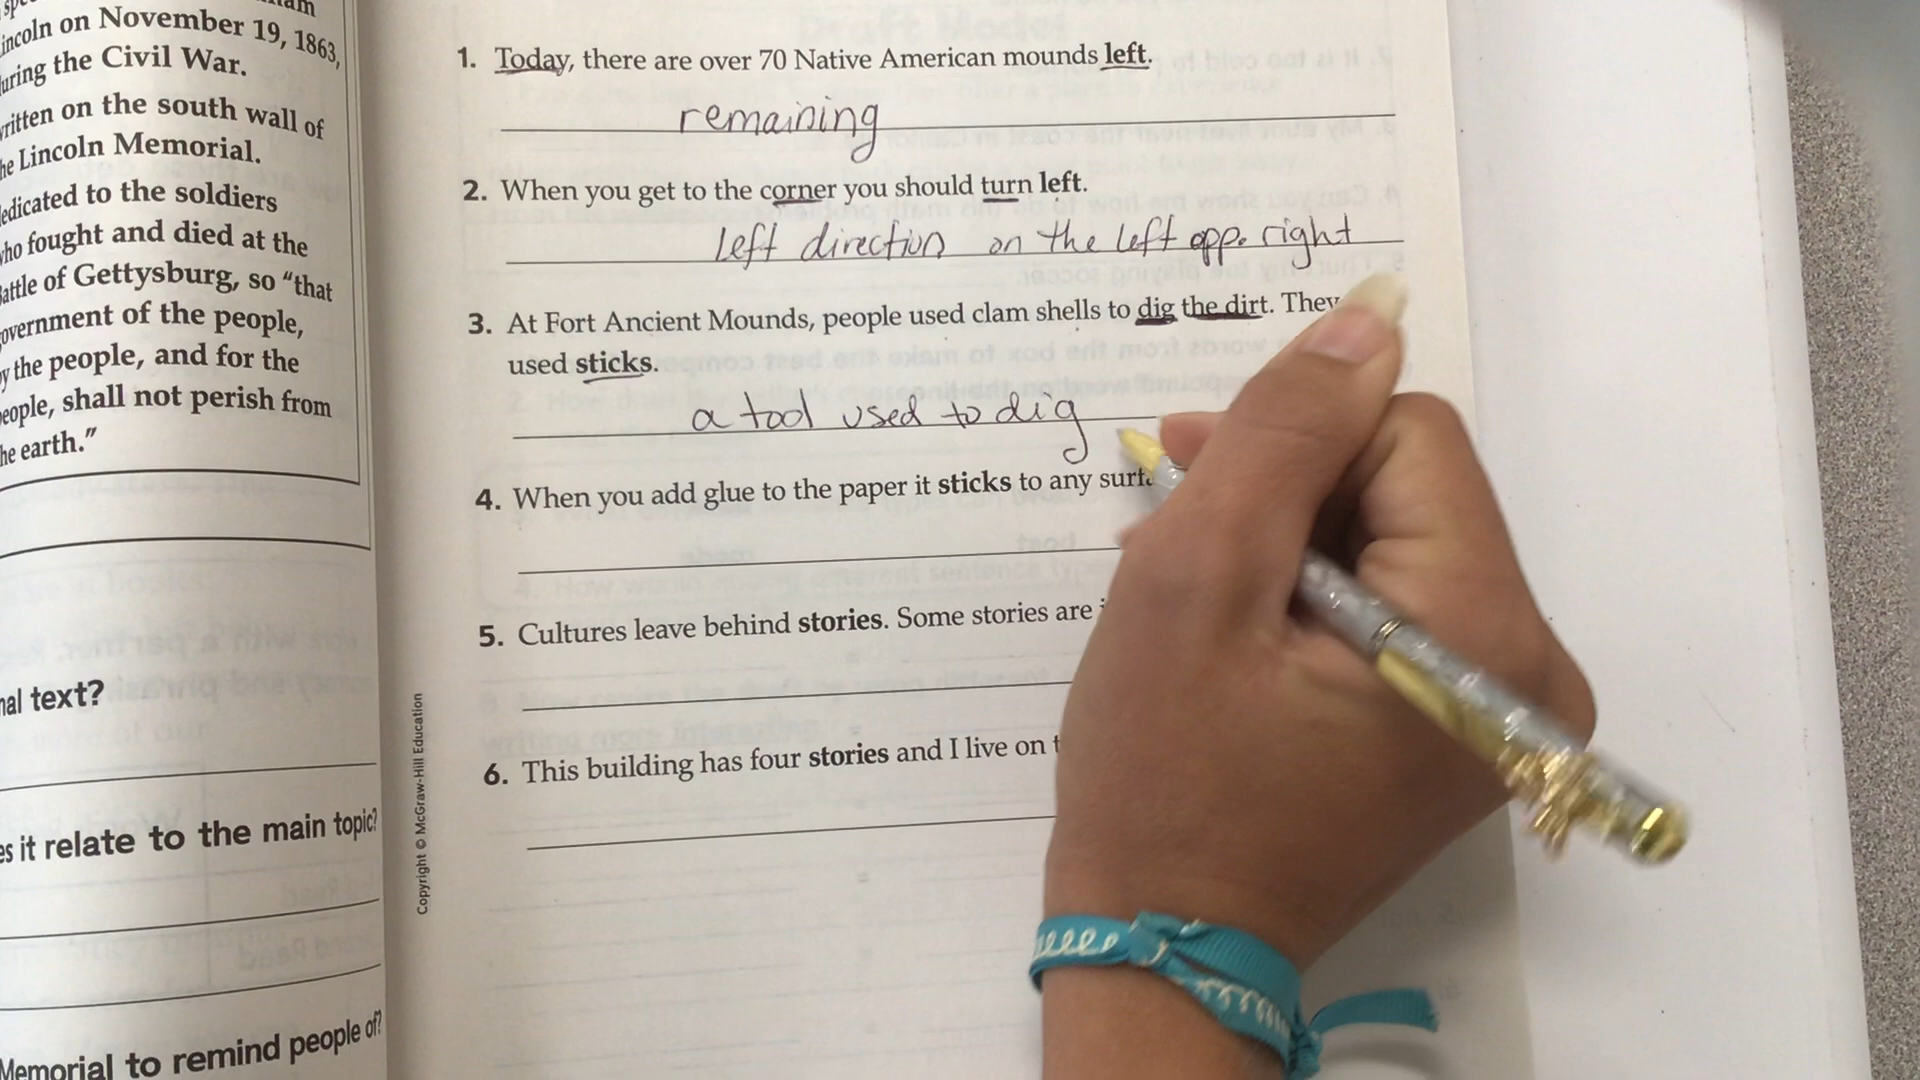 incoln on November 19, 1863,
uring the Civil War.
ritten on the south wall of
he Lincoln Memorial.
edicated to the soldiers
ho fought and died at the
attle of Gettysburg, so “that
overnment of the people,
y the people, and for the
eople, shall not perish from
he earth.”
nal text?
es it relate to the main topic?
Memorial to remind people of?
Copyright © McGraw-Hill Education
1. Today, there are over 70 Native American mounds left.
remaining
2. When you get to the corner you should turn left.
left direction on the left opp. right
3. At Fort Ancient Mounds, people used clam shells to dig the dirt. They
used sticks.
a tool used to dig
4. When you add glue to the paper it sticks to any surfa
5. Cultures leave behind stories. Some stories are
6. This building has four stories and I live on t